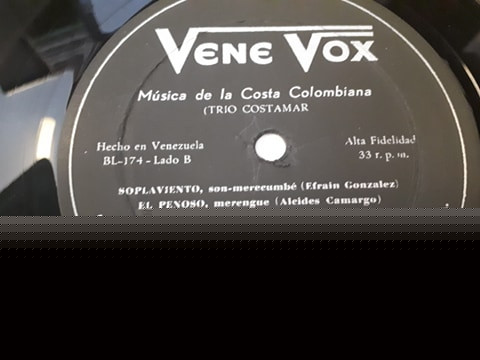 VENE VOX
Música de la Costa Colombiana
(TRIO COSTAMAR
Hecho en Venezuela
BL-174 - Lado B
Alta Fidelidad
33 r. p. m.
SOPLAVIENTO, son-merecumbé (Efraín Gonzalez)
EL PENOSO, merengue (Alcides Camargo)